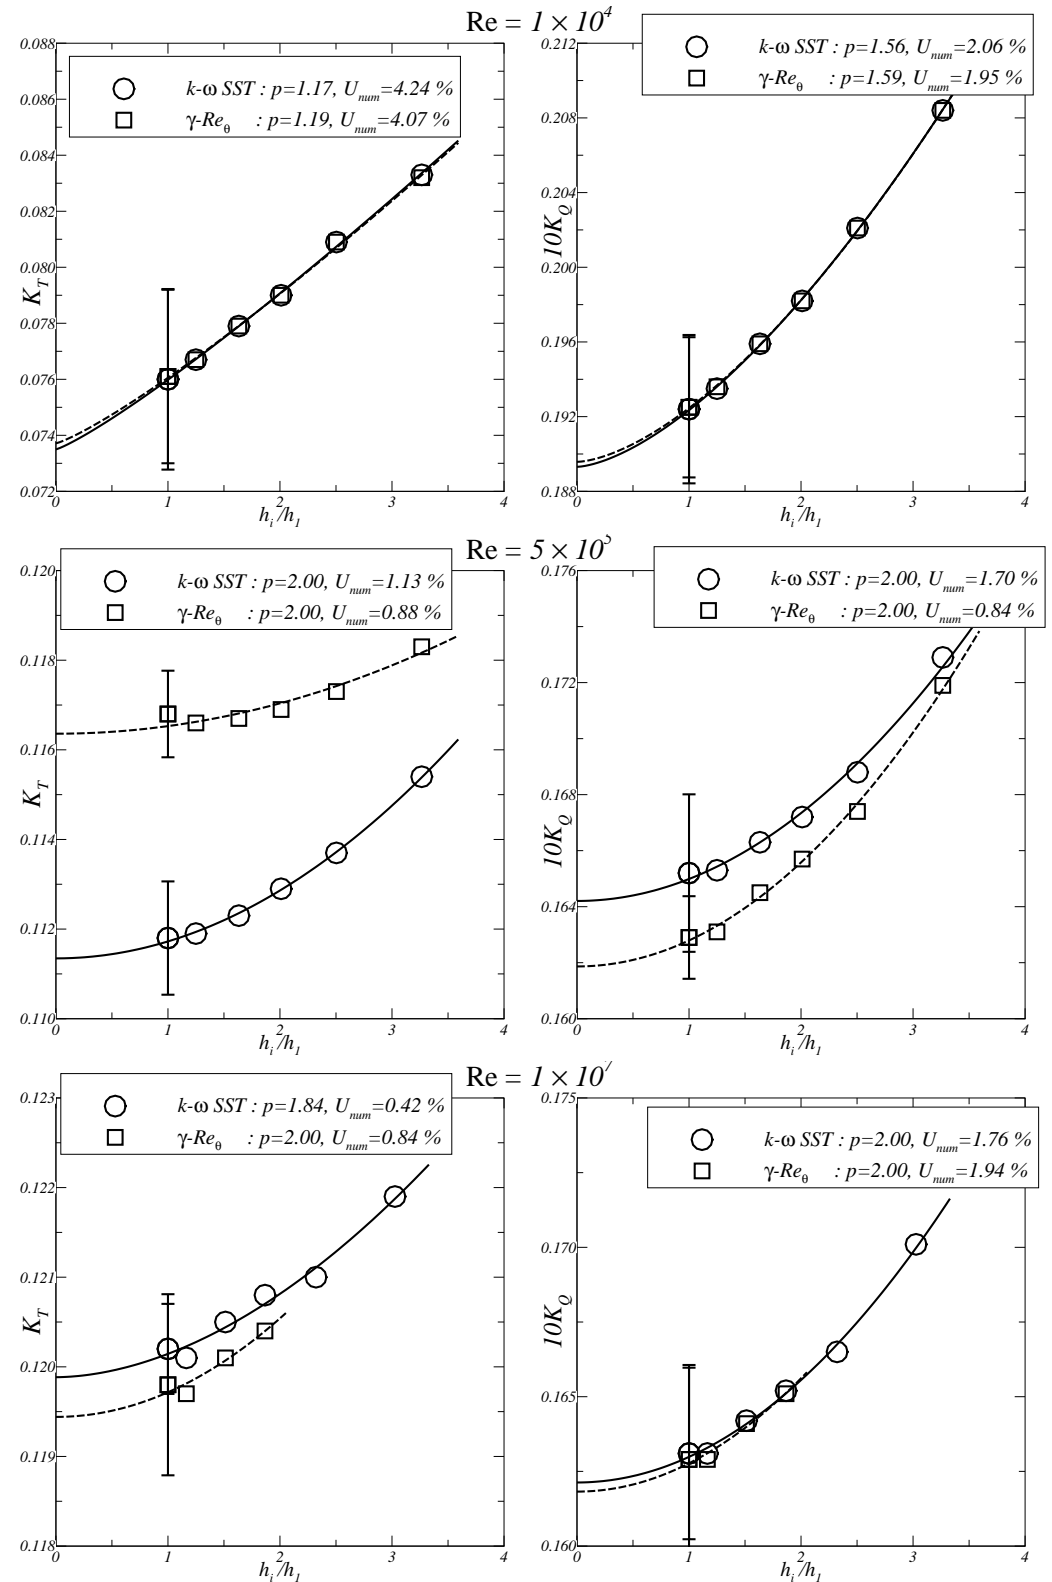 Re = 1 × 10⁴
0.088
0.086
0.084
0.082
0.080
0.078
0.076
0.074
0.072
K_T
k-ω SST : p=1.17, U_num=4.24 %
γ-Re_θ : p=1.19, U_num=4.07 %
0 1 2 3 4
h_i/h_1
0.212
0.208
0.204
0.200
0.196
0.192
0.188
10K_Q
k-ω SST : p=1.56, U_num=2.06 %
γ-Re_θ : p=1.59, U_num=1.95 %
0 1 2 3 4
h_i/h_1
Re = 5 × 10⁵
0.120
0.118
0.116
0.114
0.112
0.110
K_T
k-ω SST : p=2.00, U_num=1.13 %
γ-Re_θ : p=2.00, U_num=0.88 %
0 1 2 3 4
h_i/h_1
0.176
0.172
0.168
0.164
0.160
10K_Q
k-ω SST : p=2.00, U_num=1.70 %
γ-Re_θ : p=2.00, U_num=0.84 %
0 1 2 3 4
h_i/h_1
Re = 1 × 10⁷
0.123
0.122
0.121
0.120
0.119
0.118
K_T
k-ω SST : p=1.84, U_num=0.42 %
γ-Re_θ : p=2.00, U_num=0.84 %
0 1 2 3 4
h_i/h_1
0.175
0.170
0.165
0.160
10K_Q
k-ω SST : p=2.00, U_num=1.76 %
γ-Re_θ : p=2.00, U_num=1.94 %
0 1 2 3 4
h_i/h_1